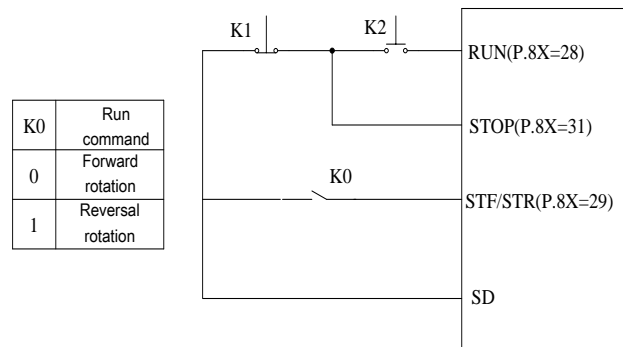 K1
K2
RUN(P.8X=28)
STOP(P.8X=31)
K0
STF/STR(P.8X=29)
SD
K0
Run
command
0
Forward
rotation
1
Reversal
rotation